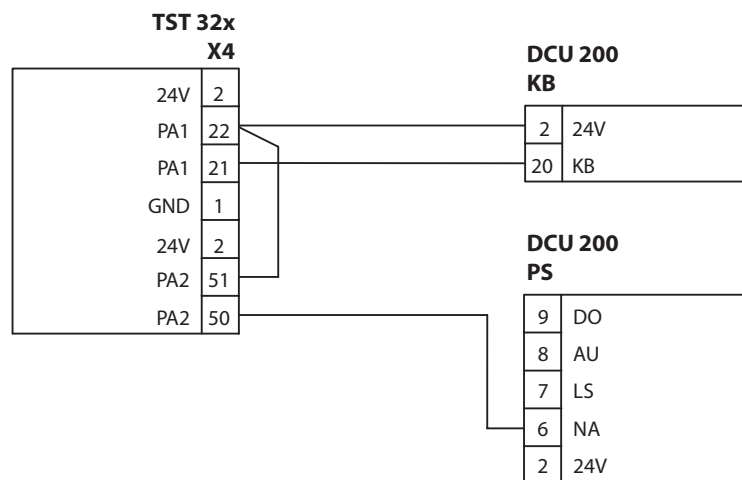 TST 32x
X4
24V 2
PA1 22
PA1 21
GND 1
24V 2
PA2 51
PA2 50
DCU 200
KB
2 24V
20 KB
DCU 200
PS
9 DO
8 AU
7 LS
6 NA
2 24V